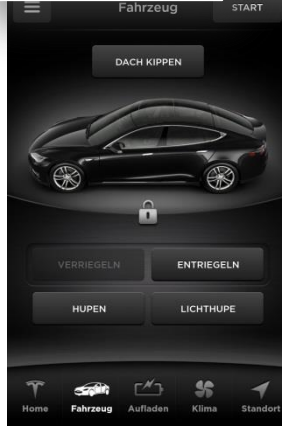 Fahrzeug START
DACH KIPPEN
VERRIEGELN ENTRIEGELN
HUPEN LICHTHUPE
Home Fahrzeug Aufladen Klima Standort